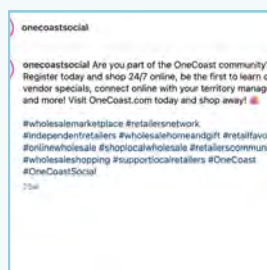 onecoastsocial
onecoastsocial Are you part of the OneCoast community
Register today and shop 24/7 online, be the first to learn
vendor specials, connect online with your territory manag
and more! Visit OneCoast.com today and shop away!
#wholesalemarketplace #retailersnetwork
#independentretailers #wholesalehomeandgift #retailfavo
#onlinewholesale #shoplocalwholesale #retailerscommun
#wholesaleshopping #supportlocalretailers #OneCoast
#OneCoastSocial